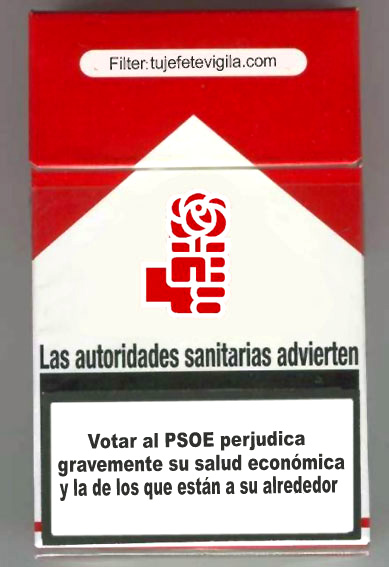 Filter:tujefetevigila.com
Las autoridades sanitarias advierten
Votar al PSOE perjudica
gravemente su salud económica
y la de los que están a su alrededor